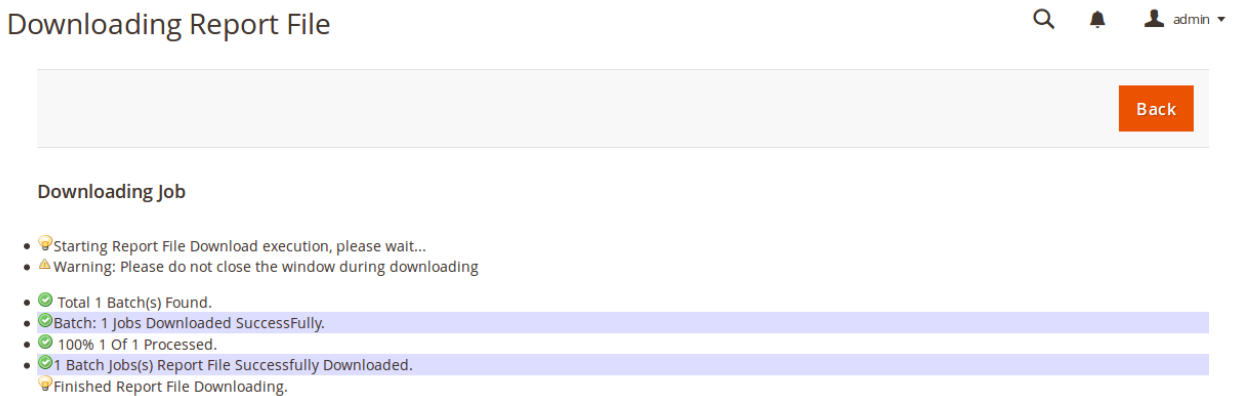 Downloading Report File
admin
Back
Downloading Job
Starting Report File Download execution, please wait...
Warning: Please do not close the window during downloading
Total 1 Batch(s) Found.
Batch: 1 Jobs Downloaded SuccessFully.
100% 1 Of 1 Processed.
1 Batch Jobs(s) Report File Successfully Downloaded.
Finished Report File Downloading.